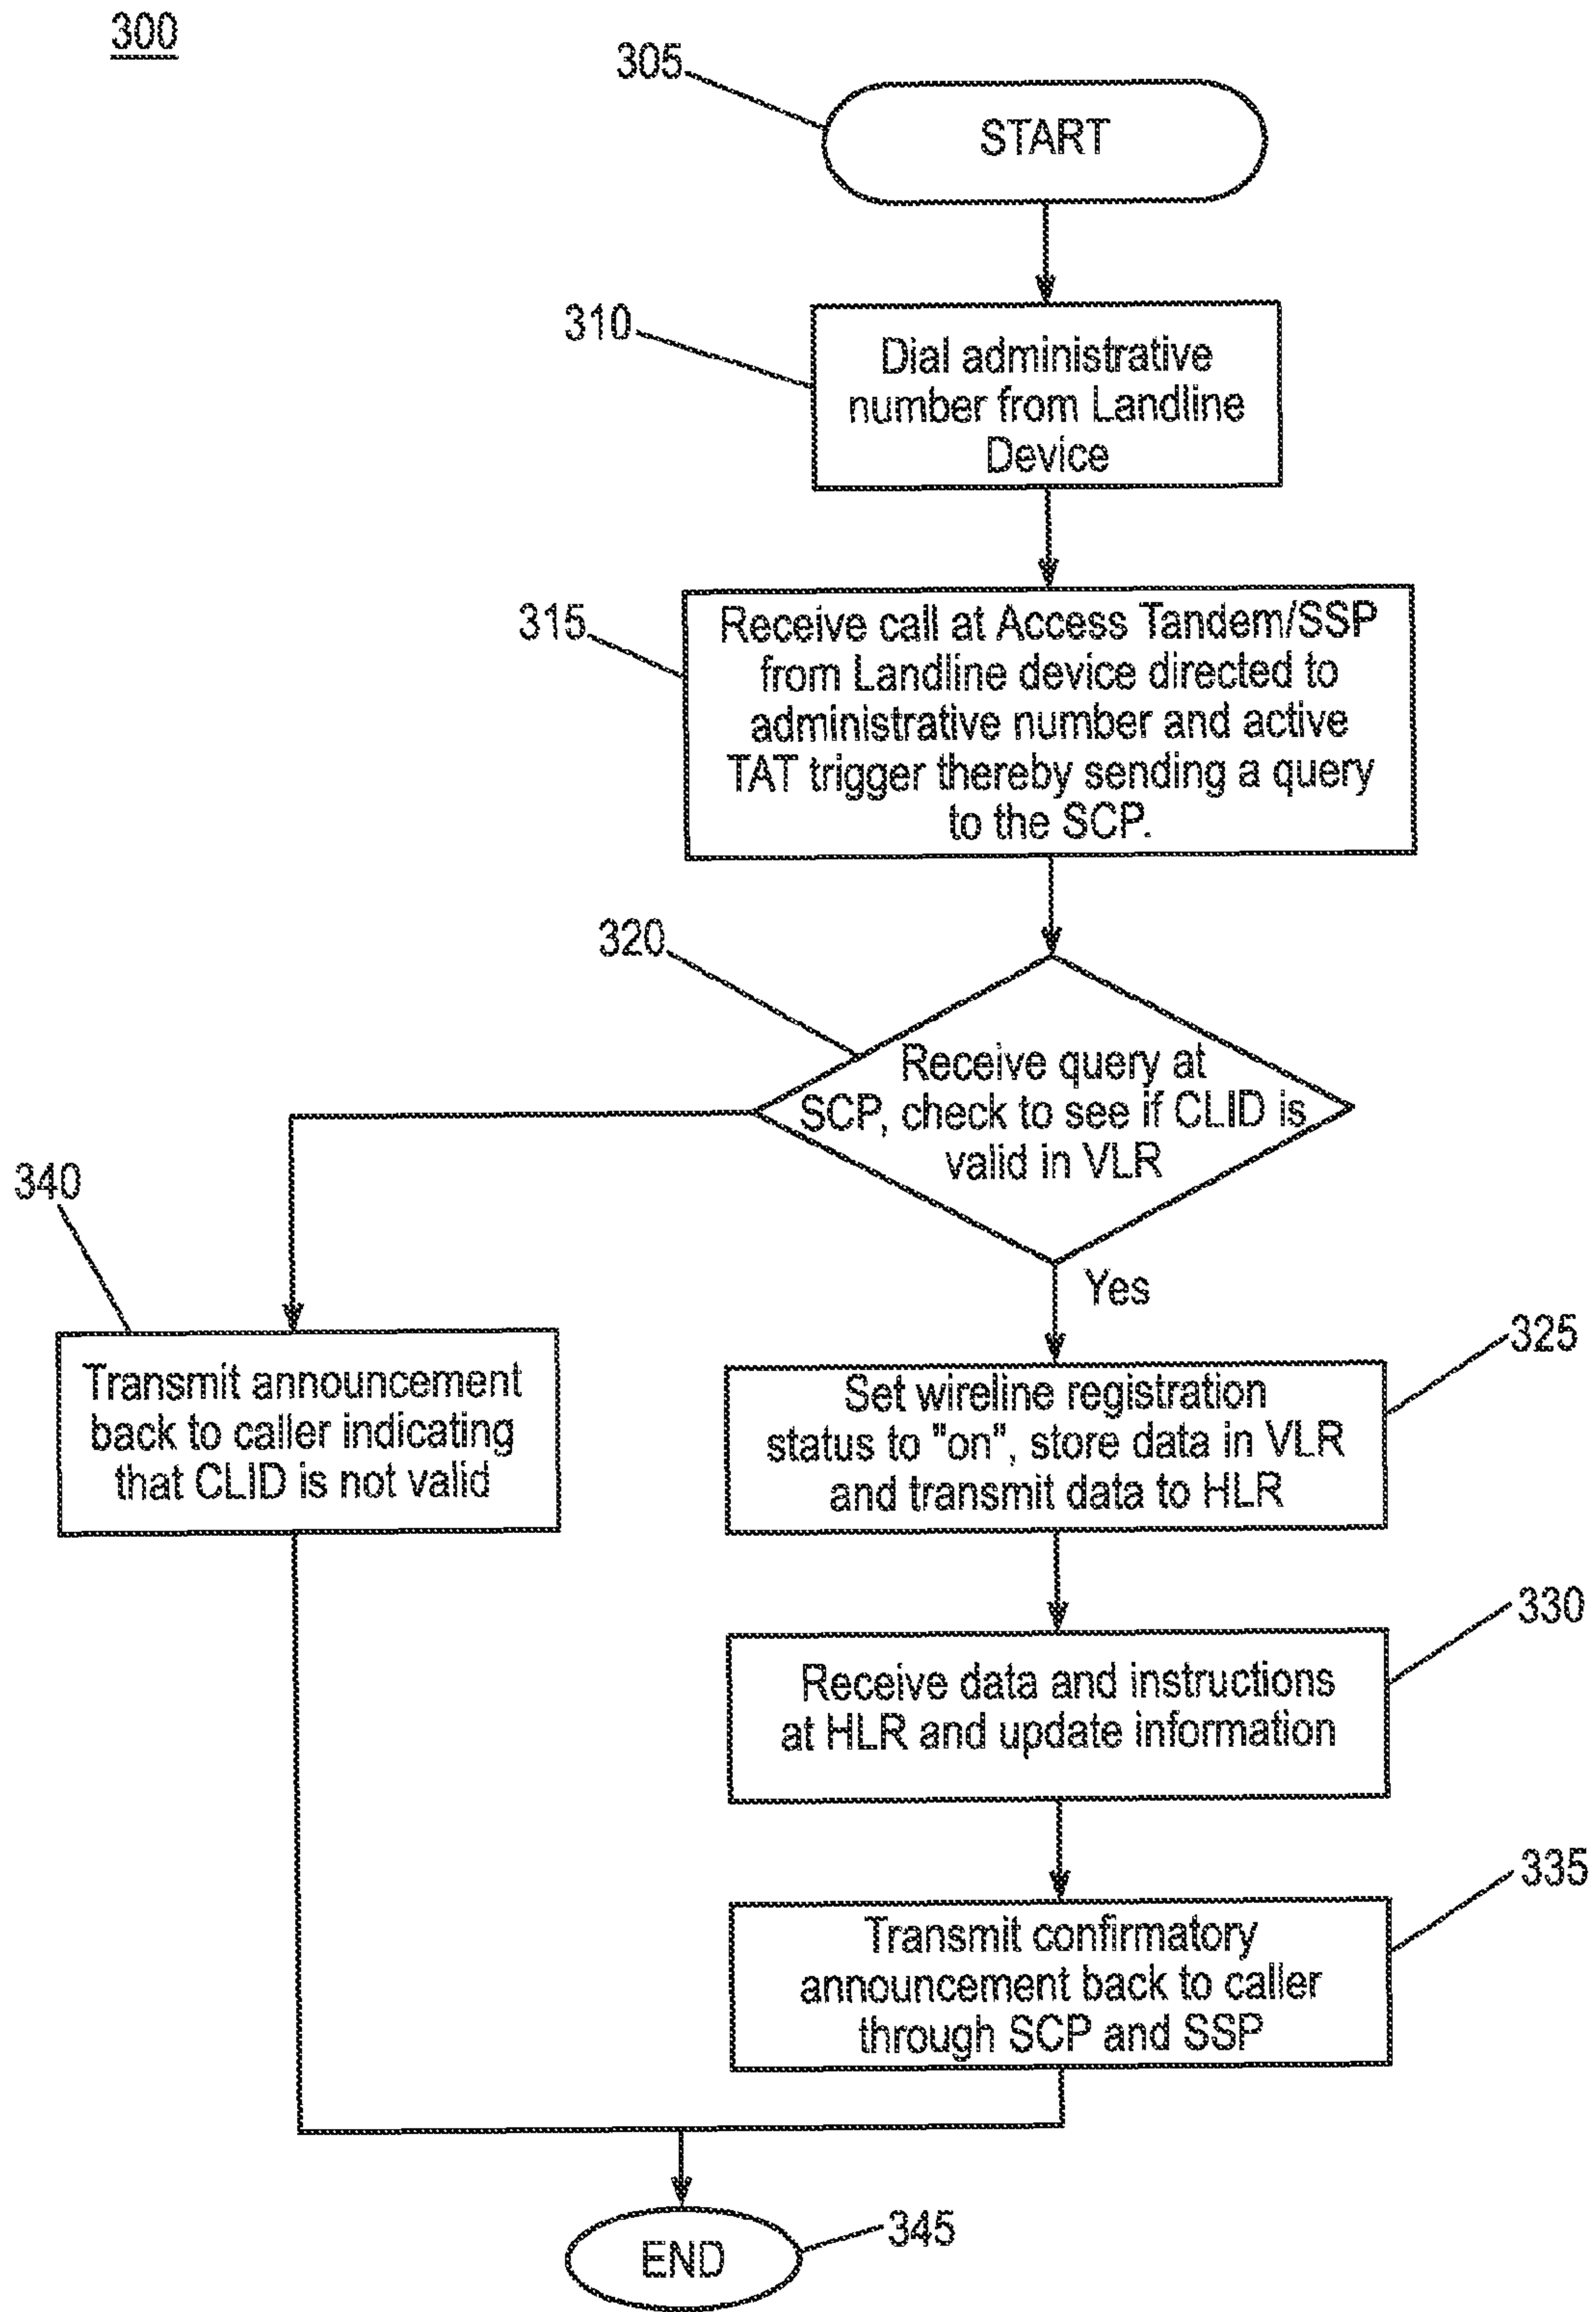 300
305
START
310
Dial administrative
number from Landline
Device
315
Receive call at Access Tandem/SSP
from Landline device directed to
administrative number and active
TAT trigger thereby sending a query
to the SCP.
320
Receive query at
SCP, check to see if CLID is
valid in VLR
Yes
340
Transmit announcement
back to caller indicating
that CLID is not valid
325
Set wireline registration
status to "on", store data in VLR
and transmit data to HLR
330
Receive data and instructions
at HLR and update information
335
Transmit confirmatory
announcement back to caller
through SCP and SSP
END
345